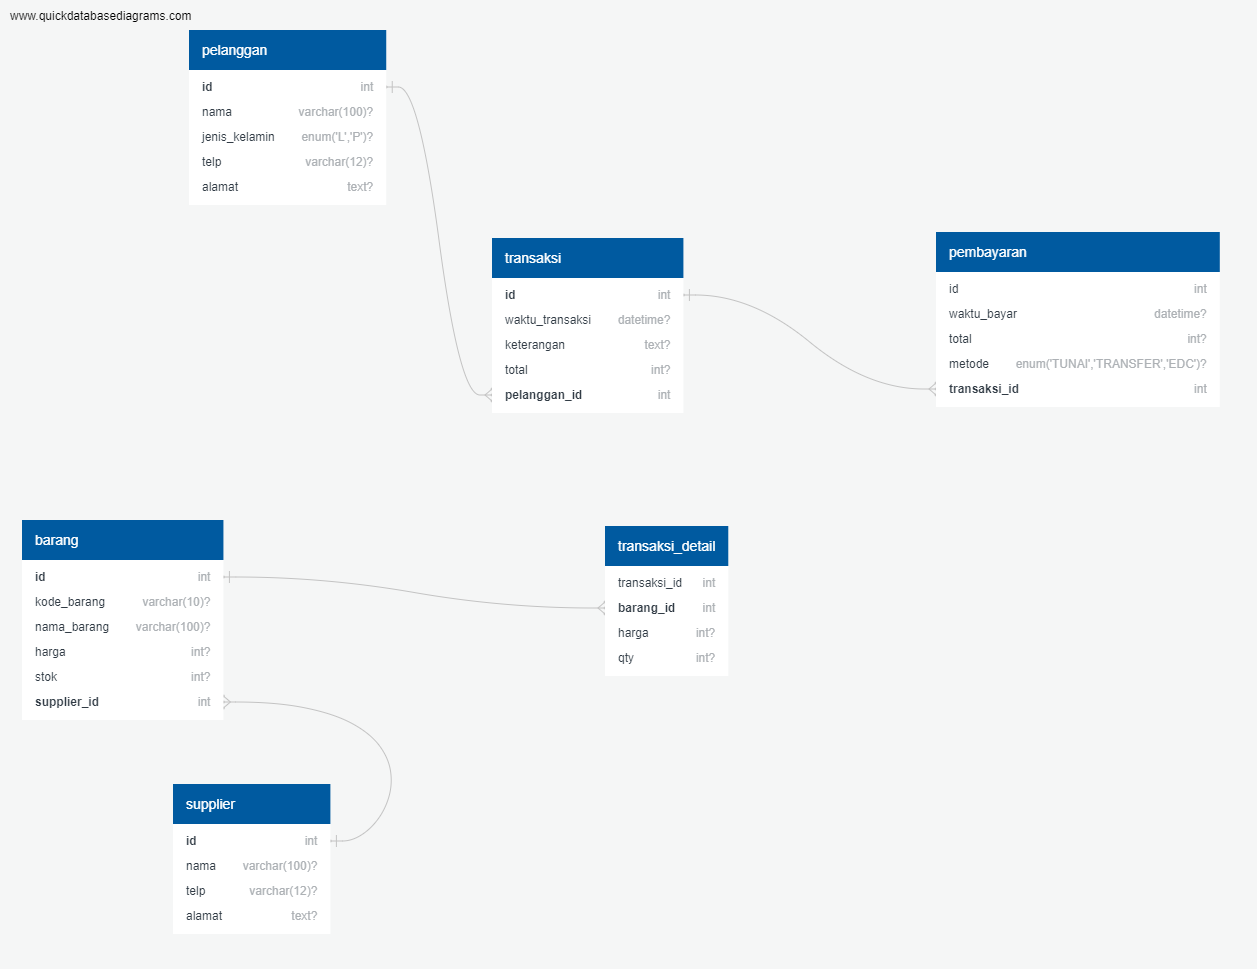 www.quickdatabasediagrams.com
pelanggan
id int
nama varchar(100)?
jenis_kelamin enum('L','P')?
telp varchar(12)?
alamat text?
transaksi
id int
waktu_transaksi datetime?
keterangan text?
total int?
pelanggan_id int
pembayaran
id int
waktu_bayar datetime?
total int?
metode enum('TUNAI','TRANSFER','EDC')?
transaksi_id int
barang
id int
kode_barang varchar(10)?
nama_barang varchar(100)?
harga int?
stok int?
supplier_id int
transaksi_detail
transaksi_id int
barang_id int
harga int?
qty int?
supplier
id int
nama varchar(100)?
telp varchar(12)?
alamat text?